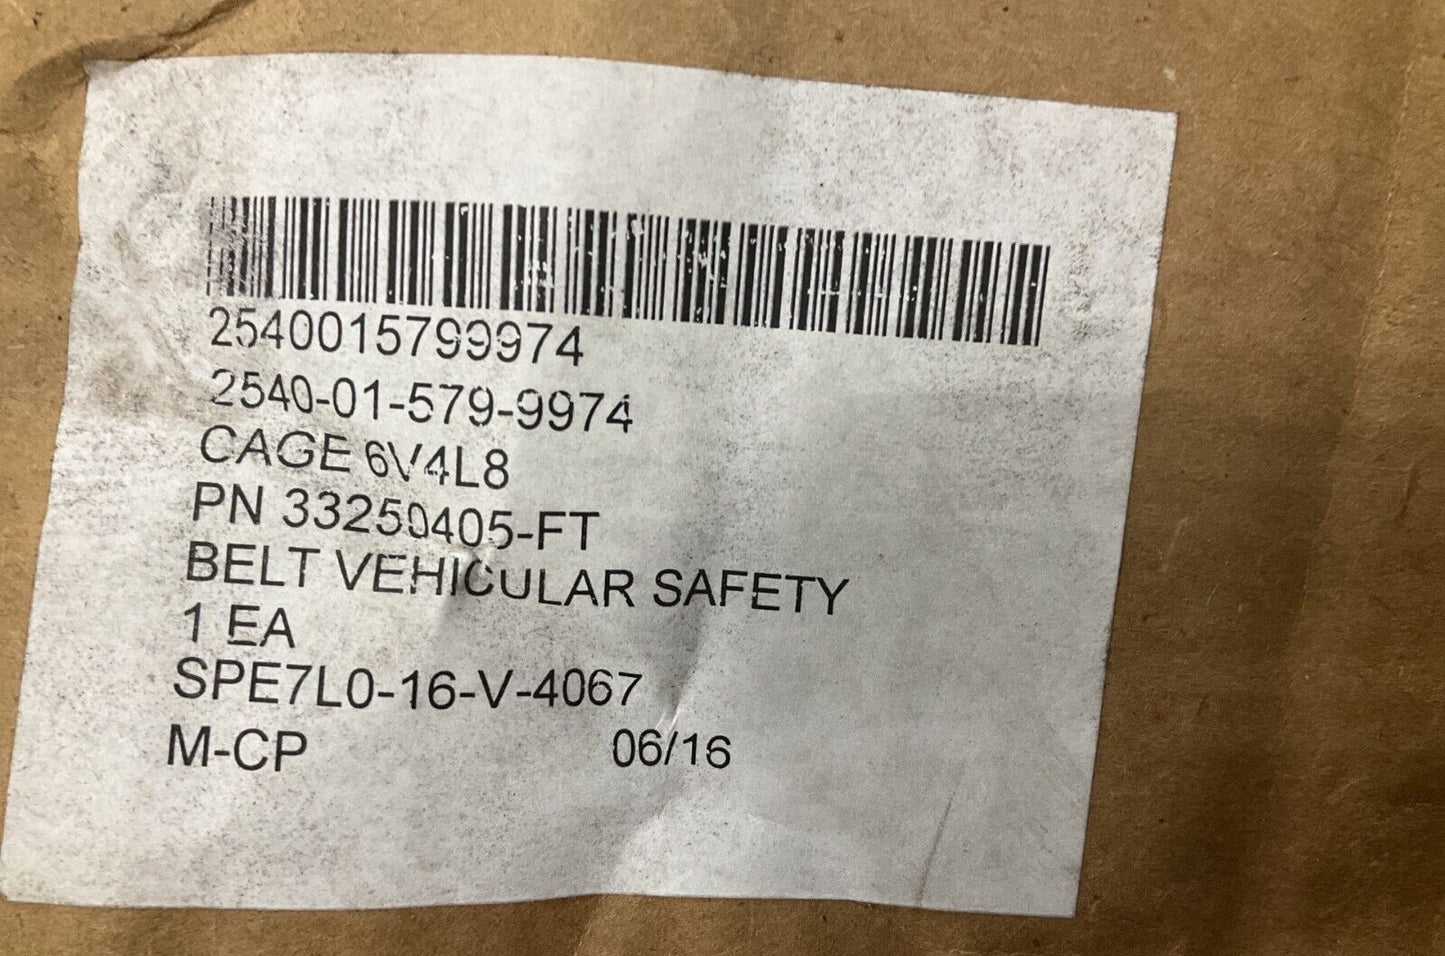 2540015799974
2540-01-579-9974
CAGE 6V4L8
PN 33250405-FT
BELT VEHICULAR SAFETY
1 EA
SPE7L0-16-V-4067
M-CP 06/16